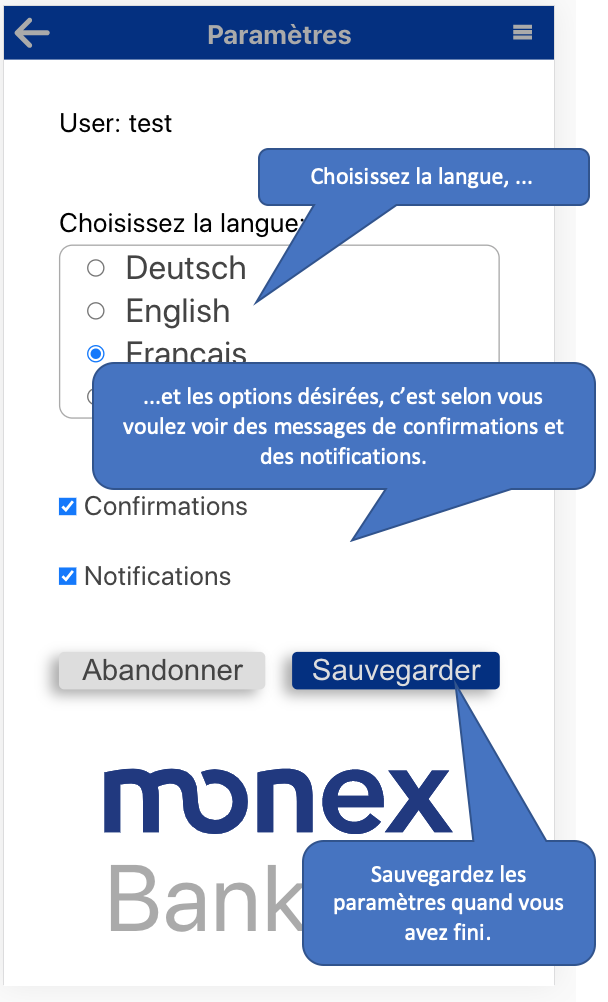 Paramètres
User: test
Choisissez la langue, ...
Choisissez la langue:
Deutsch
English
Français
...et les options désirées, c’est selon vous
voulez voir des messages de confirmations et
des notifications.
Confirmations
Notifications
Abandonner
Sauvegarder
monex
Bank
Sauvegardez les
paramètres quand vous
avez fini.